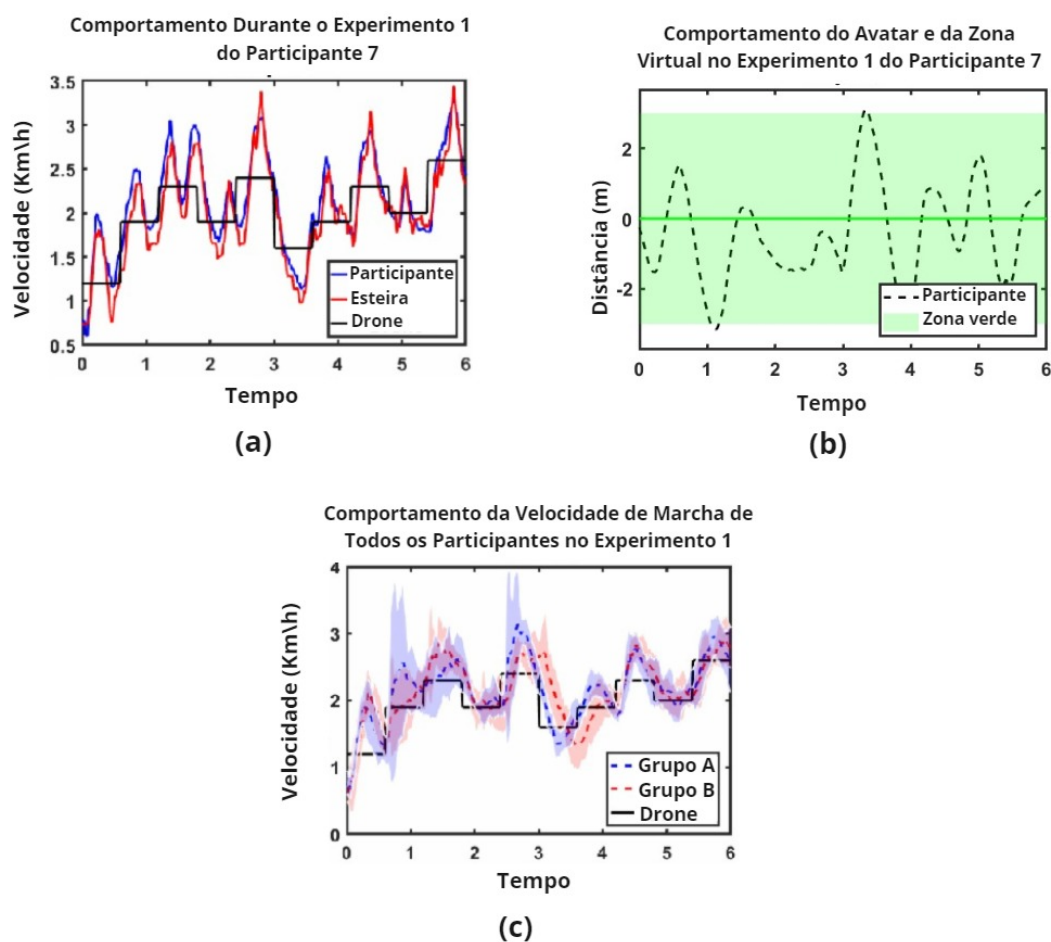 Comportamento Durante o Experimento 1
do Participante 7
Velocidade (Km\h)
3.5
3
2.5
2
1.5
1
0.5
Participante
Esteira
Drone
0 1 2 3 4 5 6
Tempo
(a)
Comportamento do Avatar e da Zona
Virtual no Experimento 1 do Participante 7
Distância (m)
2
0
-2
Participante
Zona verde
0 1 2 3 4 5 6
Tempo
(b)
Comportamento da Velocidade de Marcha de
Todos os Participantes no Experimento 1
Velocidade (Km\h)
4
3
2
1
0
Grupo A
Grupo B
Drone
0 1 2 3 4 5 6
Tempo
(c)